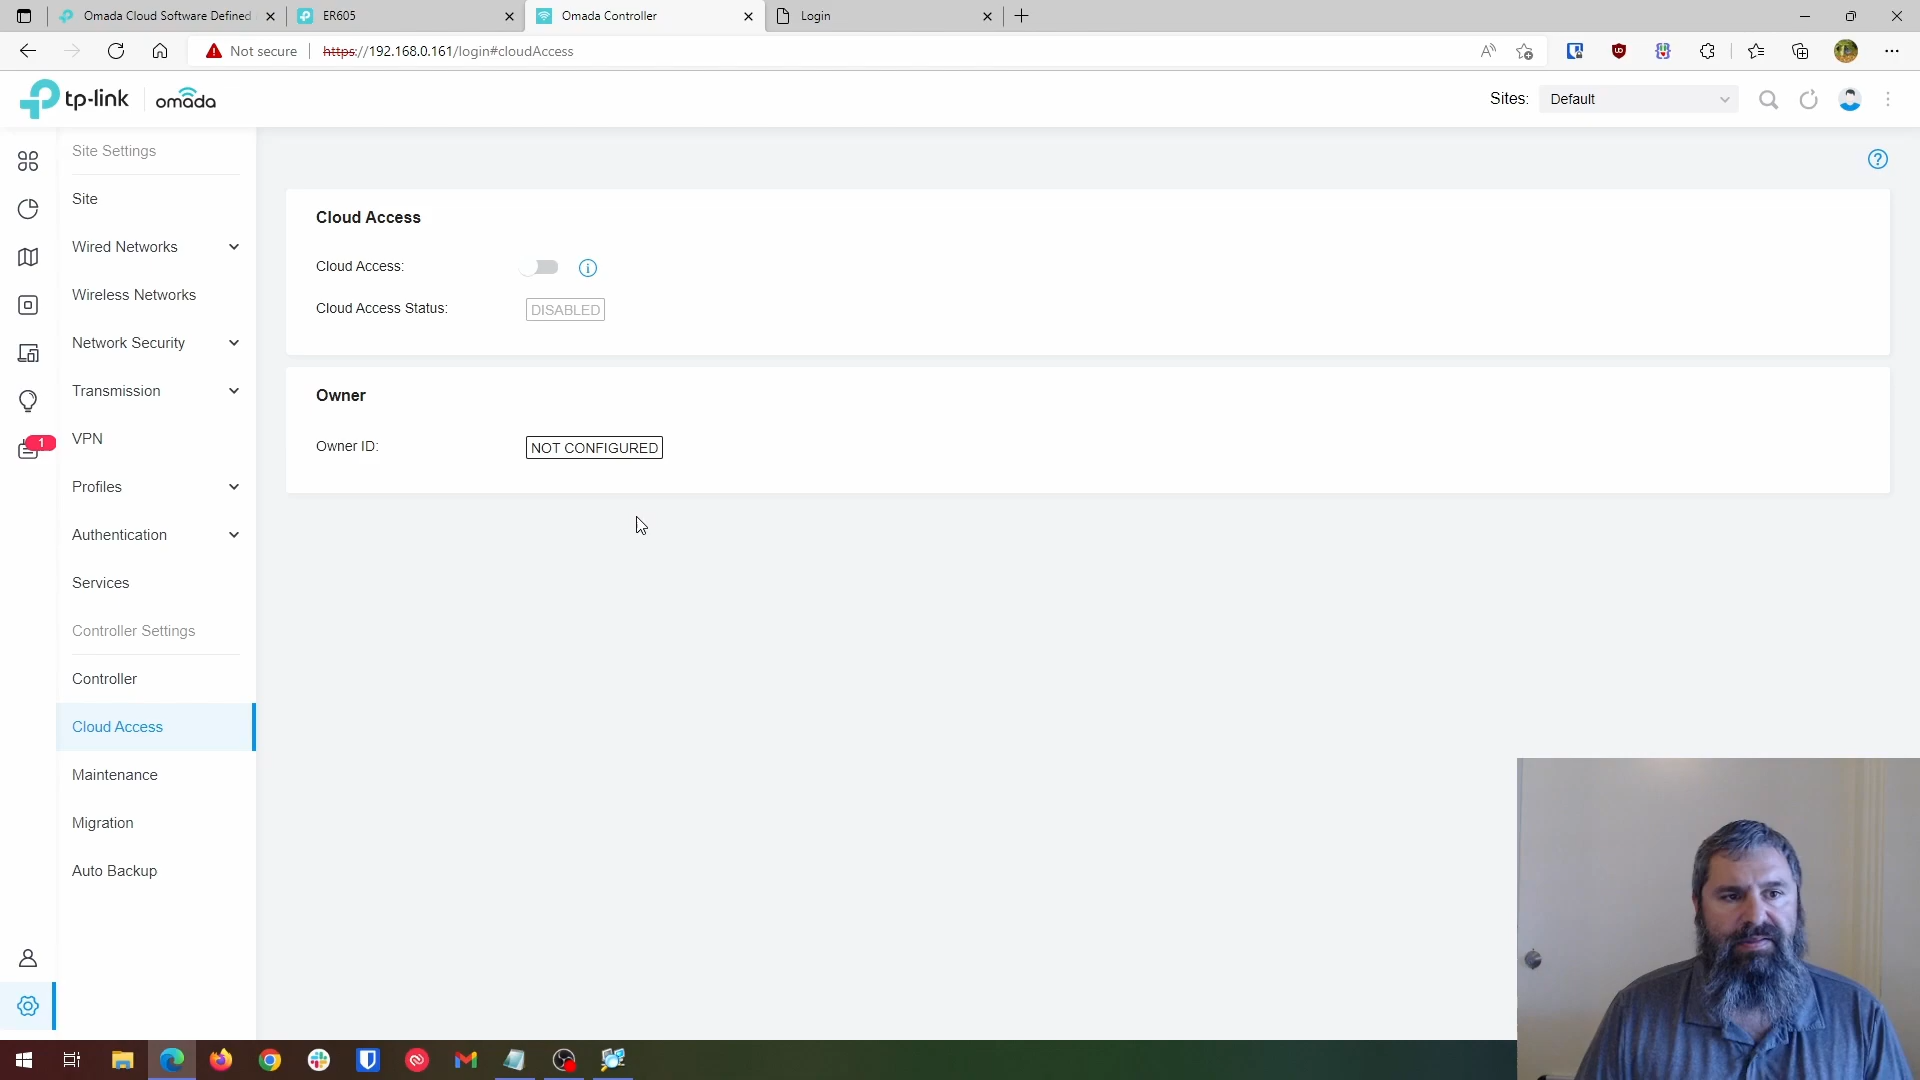 Omada Cloud Software Defined
ER605
Omada Controller
Login
Not secure
https://192.168.0.161/login#cloudAccess
tp-link
omada
Sites:
Default
Site Settings
Site
Wired Networks
Wireless Networks
Network Security
Transmission
1
VPN
Profiles
Authentication
Services
Controller Settings
Controller
Cloud Access
Maintenance
Migration
Auto Backup
Cloud Access
Cloud Access:
Cloud Access Status:
DISABLED
Owner
Owner ID:
NOT CONFIGURED